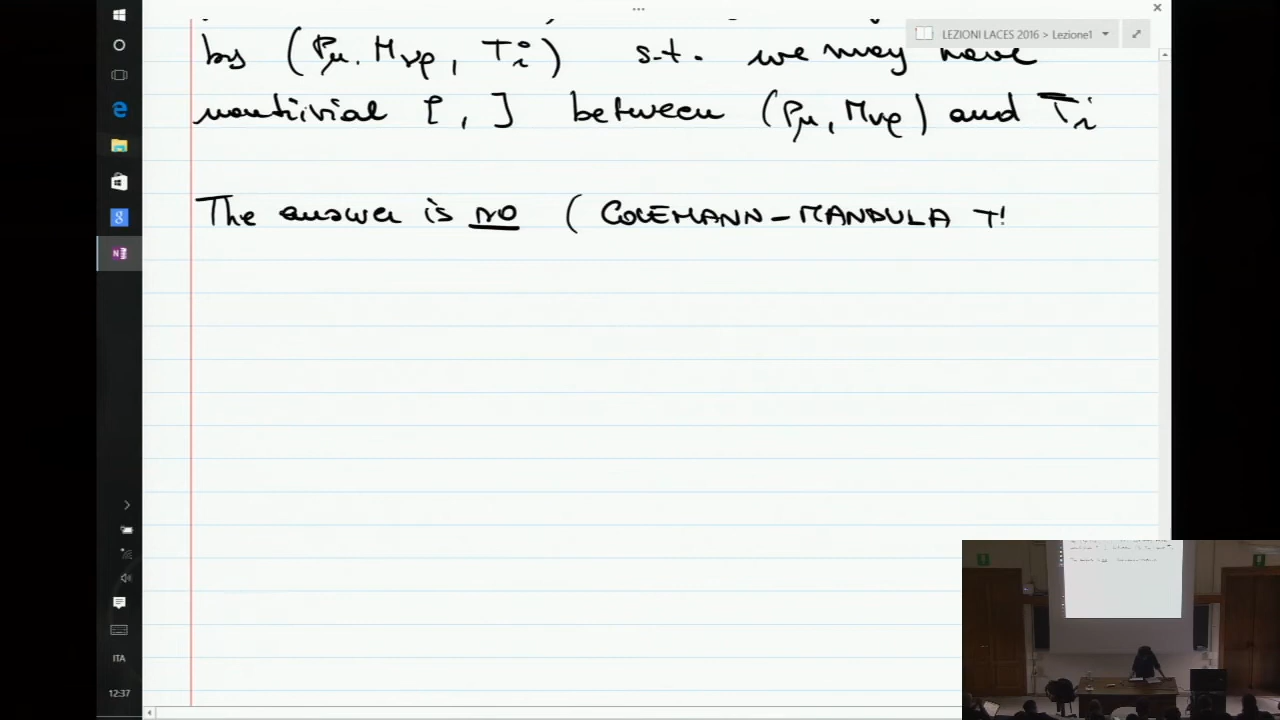 LEZIONI LACES 2016 > Lezione1
by (Pμ. Mνρ, Ti) s.t. we may have
nontrivial [ , ] between (Pμ, Mνρ) and Ti
The answer is no ( COLEMANN-MANDULA T
ITA
12:37